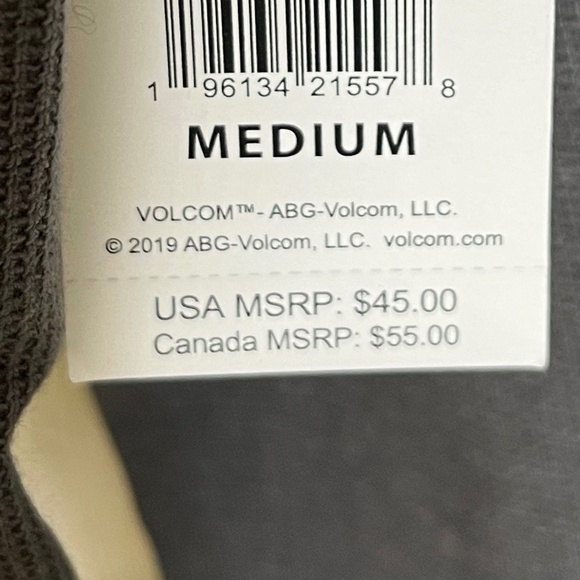 1 96134 21557 8
MEDIUM
VOLCOM™- ABG-Volcom, LLC.
© 2019 ABG-Volcom, LLC. volcom.com
USA MSRP: $45.00
Canada MSRP: $55.00